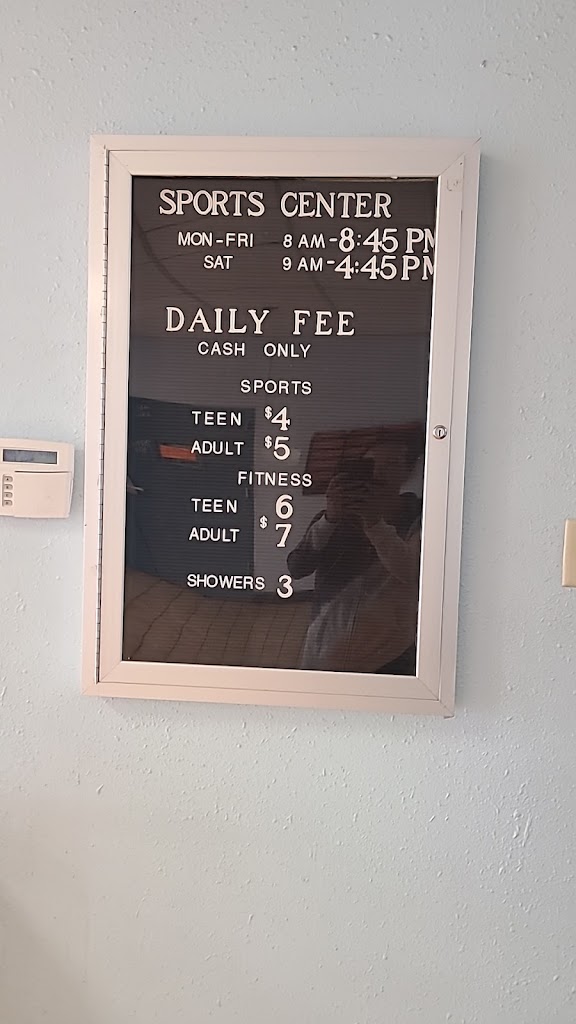 SPORTS CENTER
MON-FRI 8 AM-8:45 PM
SAT 9 AM-4:45 PM
DAILY FEE
CASH ONLY
SPORTS
TEEN $4
ADULT $5
FITNESS
TEEN 6
ADULT $7
SHOWERS 3